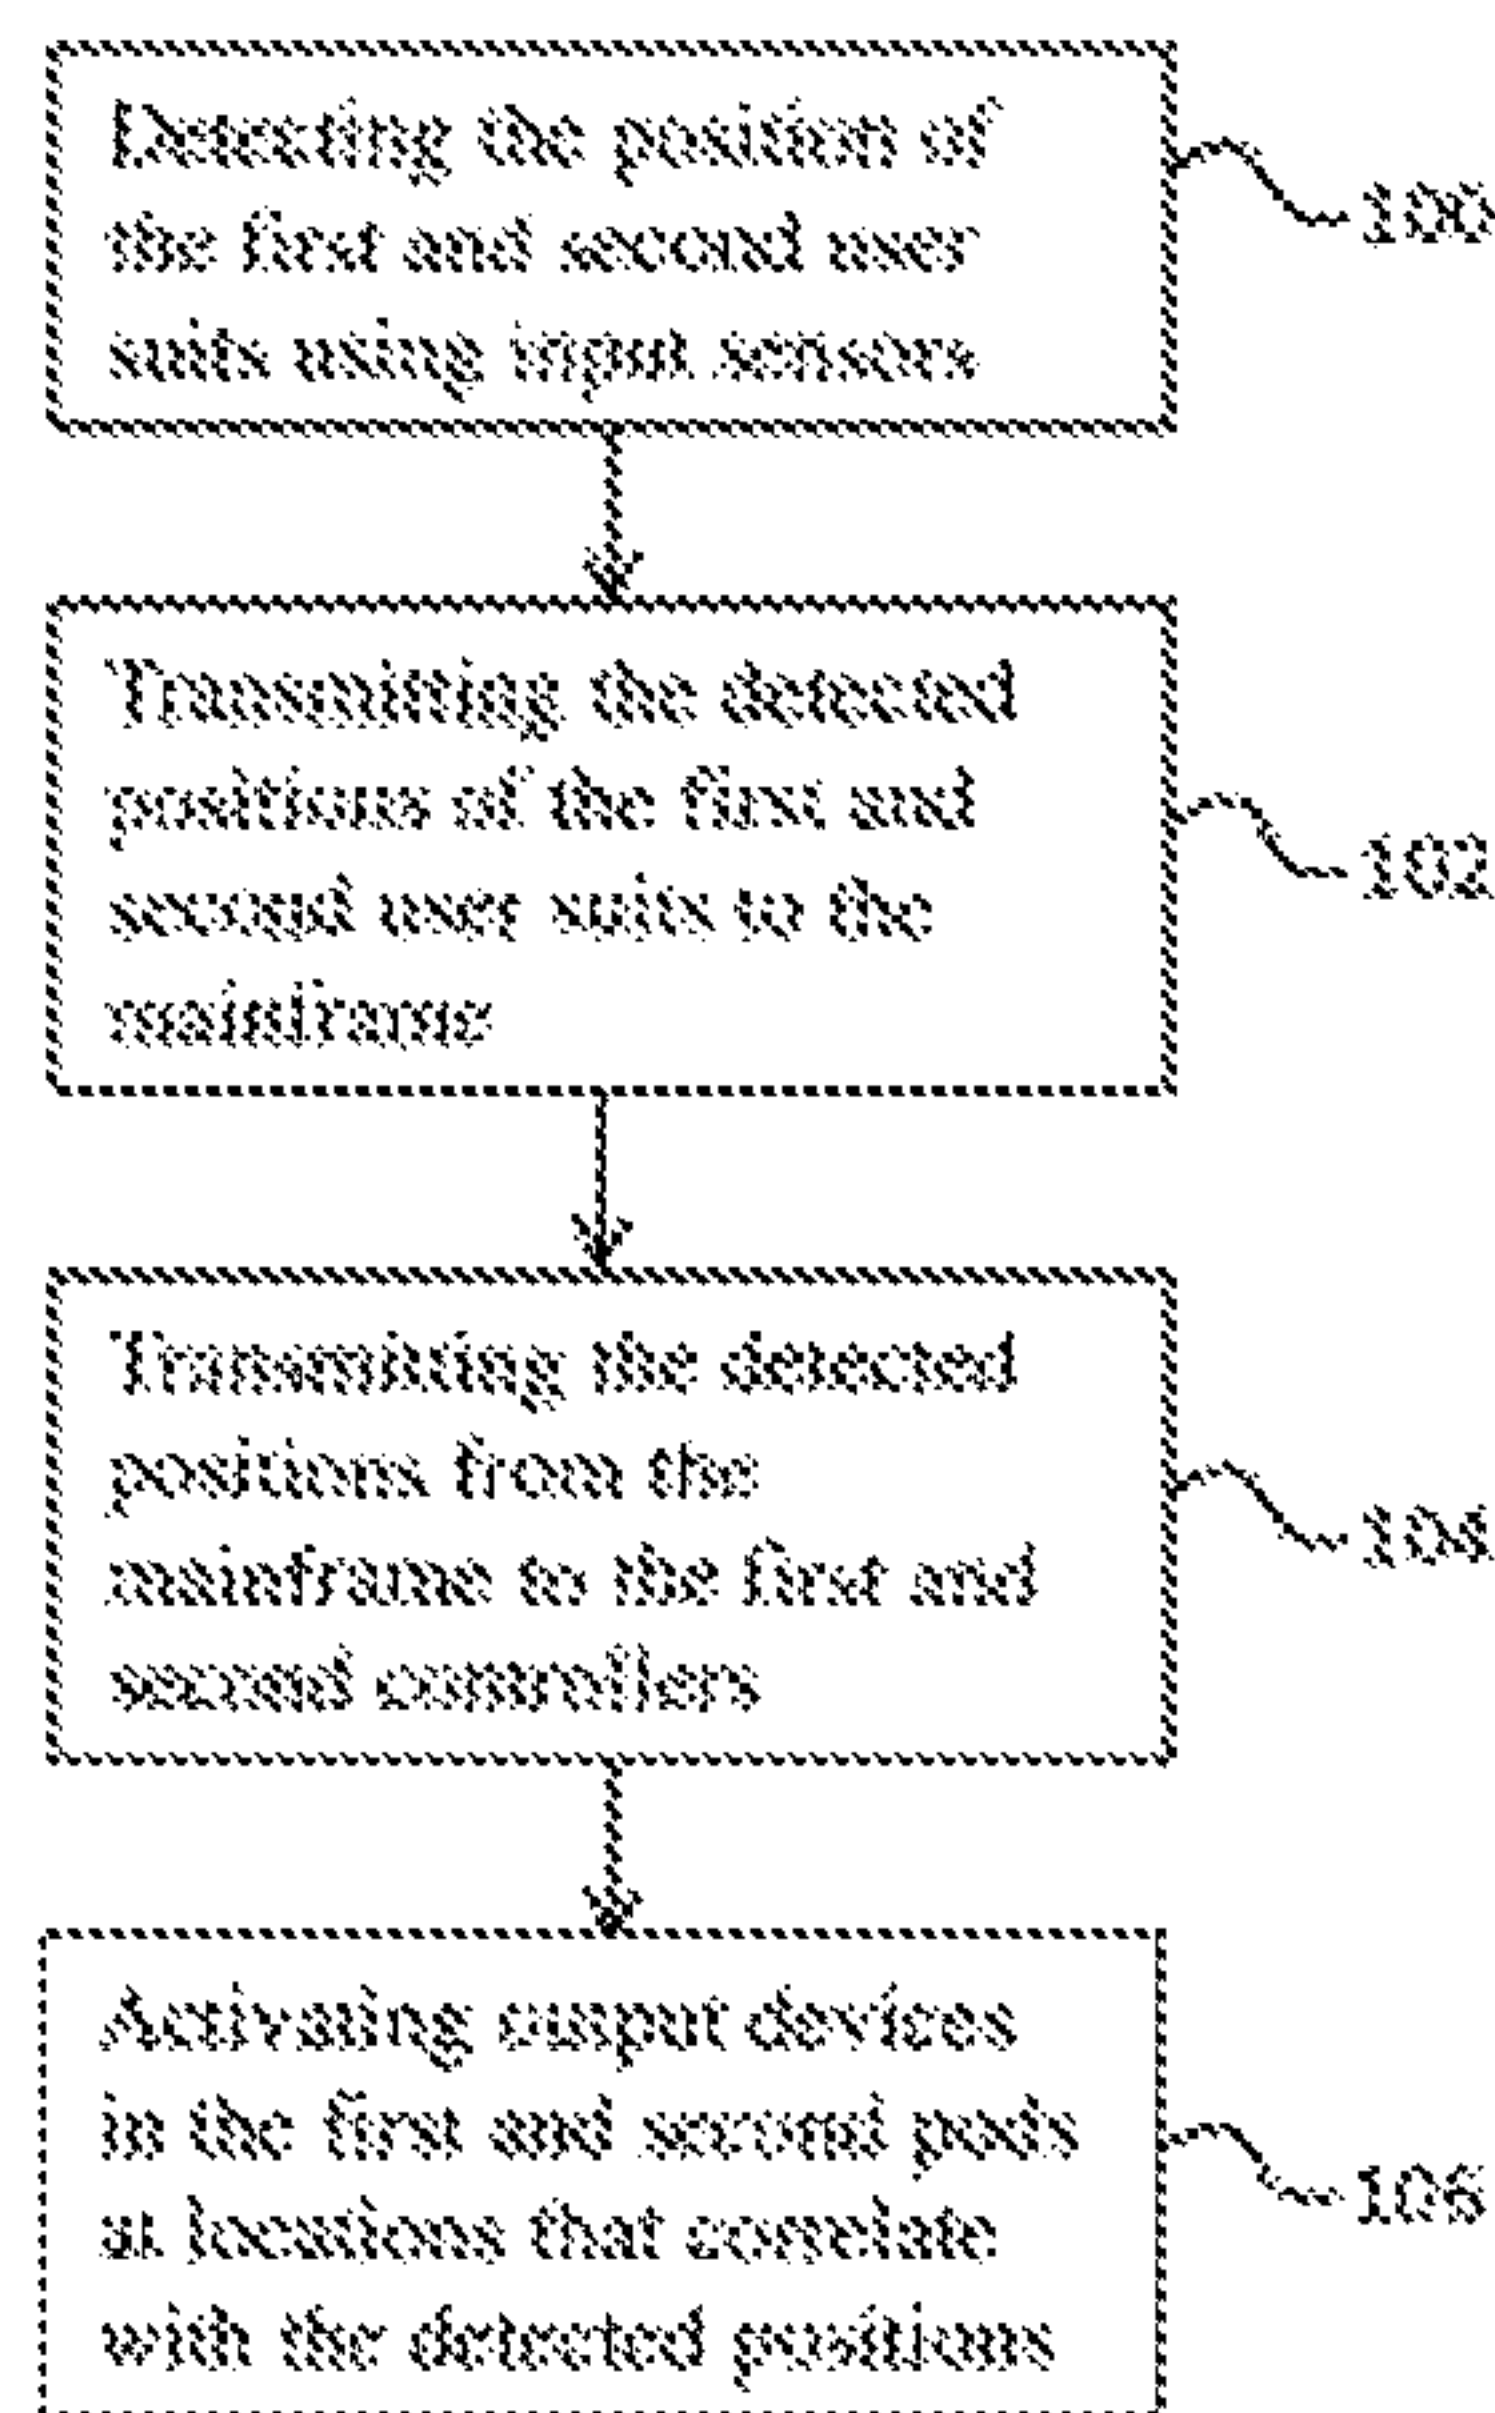 Detecting the position of
the first and second user
suits using input sensors
100
Transmitting the detected
positions of the first and
second user suits to the
mainframe
102
Transmitting the detected
positions from the
mainframe to the first and
second controllers
104
Activating output devices
in the first and second pods
at locations that correlate
with the detected positions
106